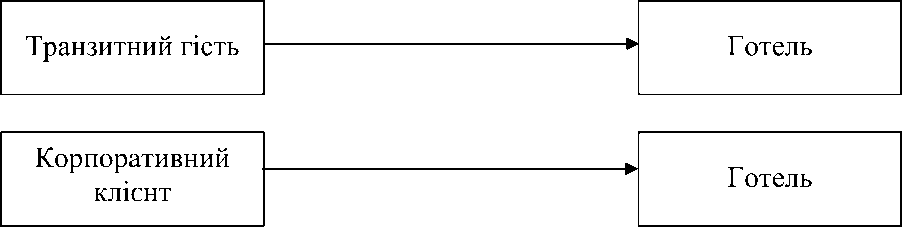 Транзитний гість
Готель
Корпоративний
клієнт
Готель